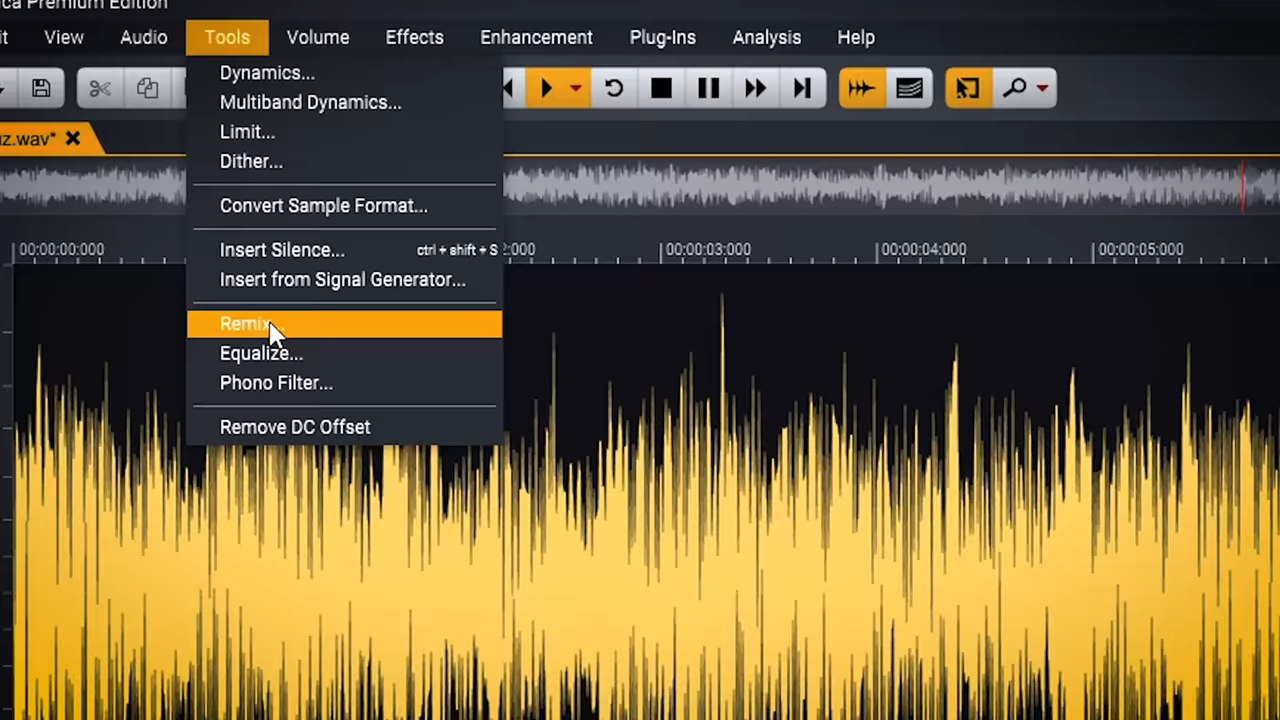 ca Premium Edition
it View Audio Tools Volume Effects Enhancement Plug-Ins Analysis Help
Dynamics...
Multiband Dynamics...
Limit...
Dither...
z.wav*
Convert Sample Format...
Insert Silence... ctrl + shift + S
Insert from Signal Generator...
00:00:00:000 2:000 00:00:03:000 00:00:04:000 00:00:05:000
Remix...
Equalize...
Phono Filter...
Remove DC Offset